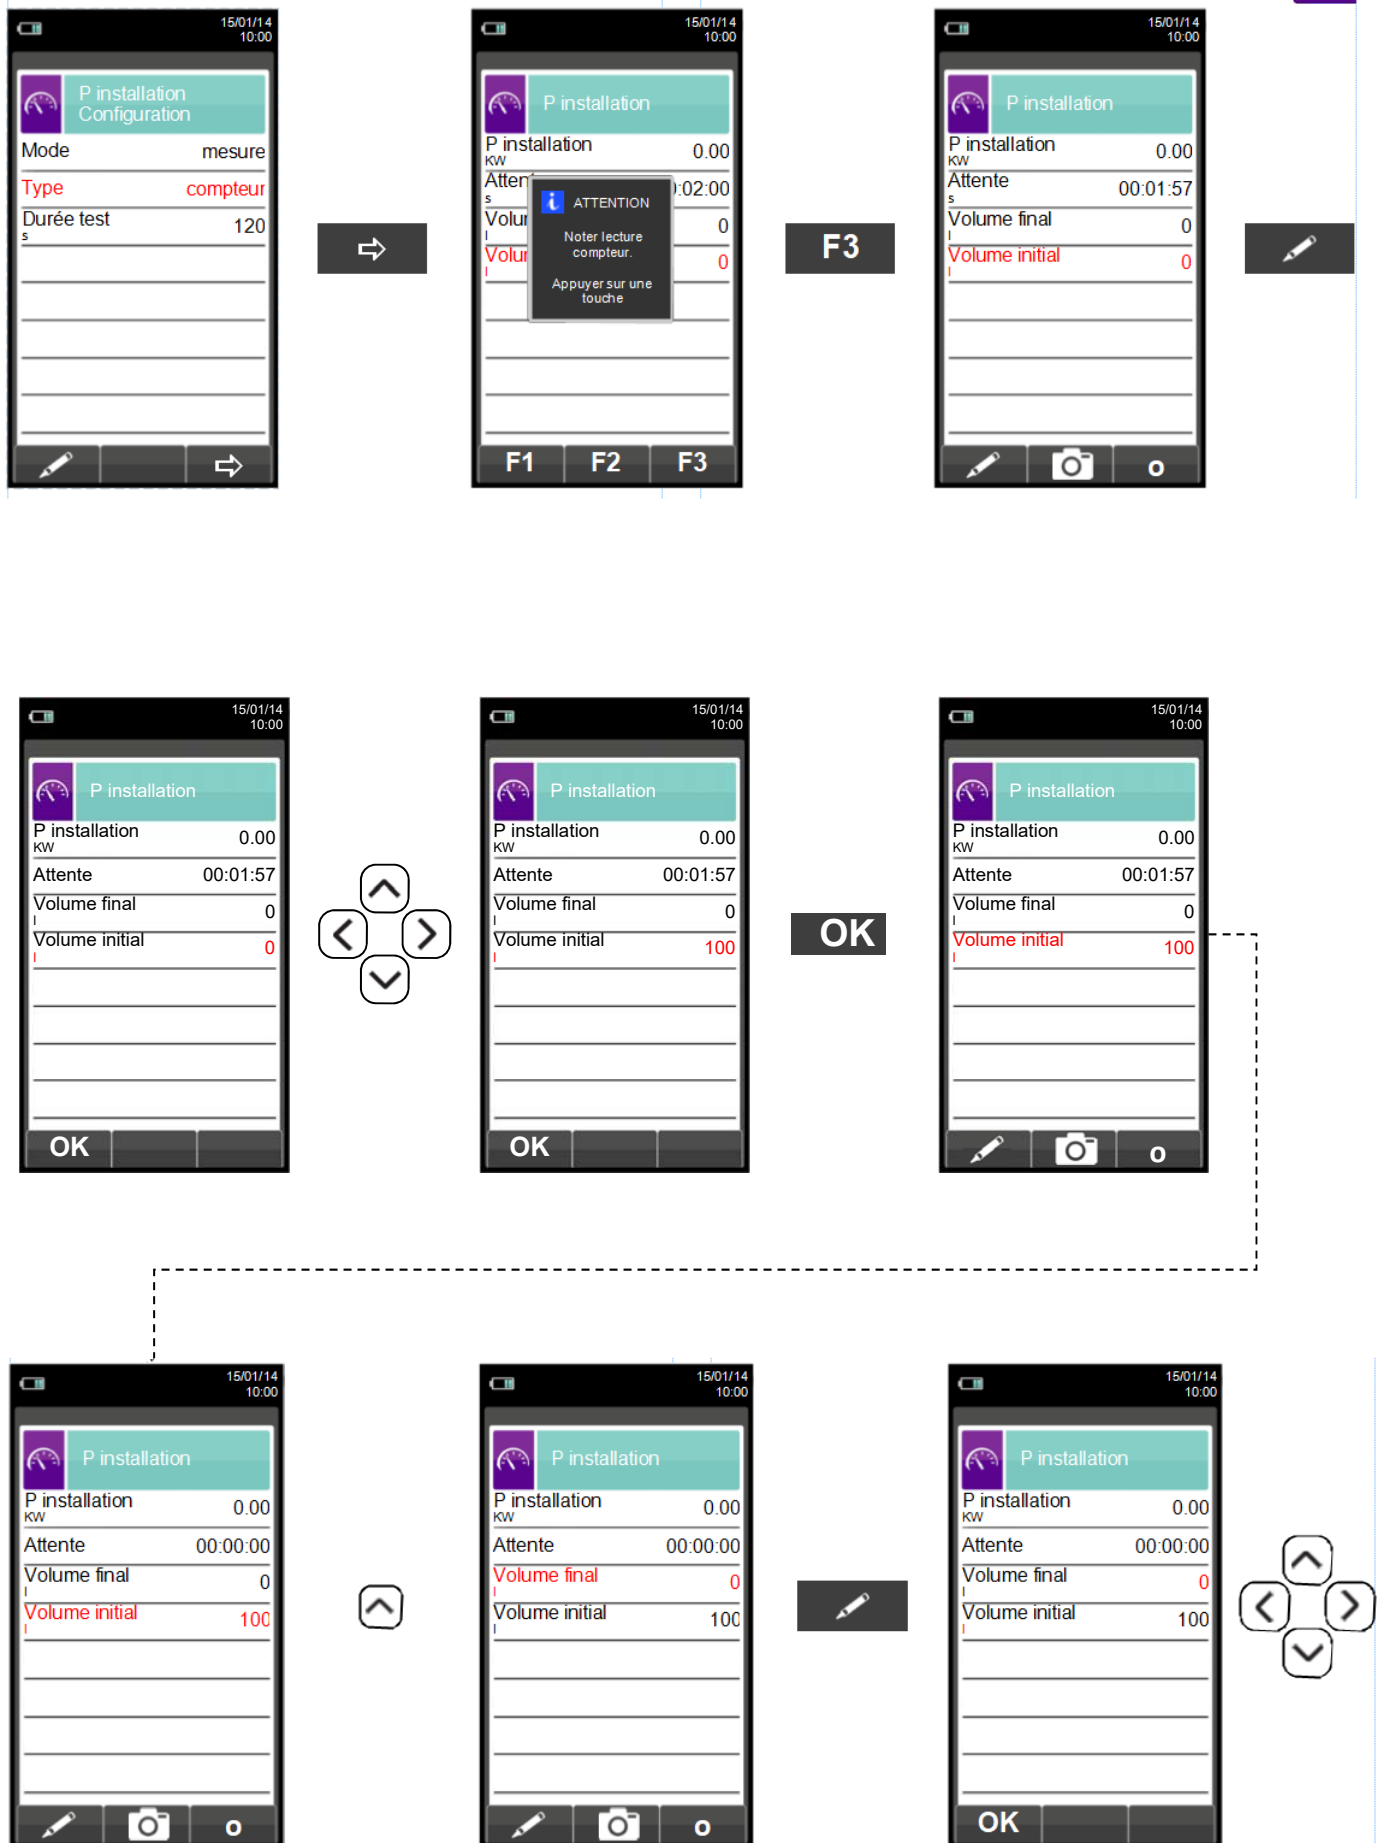 15/01/14
10:00
P installation
Configuration
Mode mesure
Type compteur
Durée test 120
s
F1 F2 F3
15/01/14
10:00
P installation
P installation 0.00
KW
Atten :02:00
s
Volur 0
l
Volur 0
l
i ATTENTION
Noter lecture
compteur.
Appuyer sur une
touche
F3
15/01/14
10:00
P installation
P installation 0.00
KW
Attente 00:01:57
s
Volume final 0
l
Volume initial 0
l
o
15/01/14
10:00
P installation
P installation 0.00
KW
Attente 00:01:57
Volume final 0
l
Volume initial 0
l
OK
15/01/14
10:00
P installation
P installation 0.00
KW
Attente 00:01:57
Volume final 0
l
Volume initial 100
l
OK
OK
15/01/14
10:00
P installation
P installation 0.00
KW
Attente 00:01:57
Volume final 0
l
Volume initial 100
l
o
15/01/14
10:00
P installation
P installation 0.00
KW
Attente 00:00:00
Volume final 0
l
Volume initial 100
l
o
15/01/14
10:00
P installation
P installation 0.00
KW
Attente 00:00:00
Volume final 0
l
Volume initial 100
l
o
15/01/14
10:00
P installation
P installation 0.00
KW
Attente 00:00:00
Volume final 0
l
Volume initial 100
l
OK